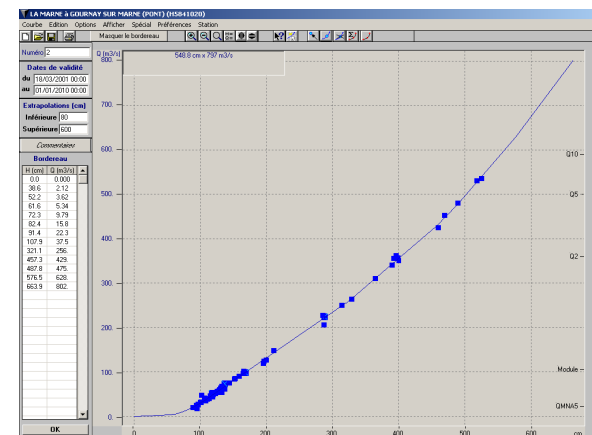 LA MARNE à GOURNAY SUR MARNE (PONT) (H5841020)
Courbe Edition Options Afficher Spécial Préférences Station
Masquer le bordereau
Numéro 2
Dates de validité
du 18/03/2001 00:00
au 01/01/2010 00:00
Extrapolations (cm)
Inférieure 80
Supérieure 600
Commentaires
Bordereau
H (cm) Q (m3/s)
0.0 0.000
38.6 2.12
52.2 3.62
61.6 5.34
72.3 9.79
82.4 15.8
91.4 22.3
107.9 37.5
321.1 256.
457.3 429.
487.8 475.
576.5 628.
663.9 802.
OK
Q (m3/s)
548.8 cm x 797 m3/s
800.
700.
600.
500.
400.
300.
200.
100.
0.
Q10
Q5
Q2
Module
QMNA5
0 100 200 300 400 500 600 cm